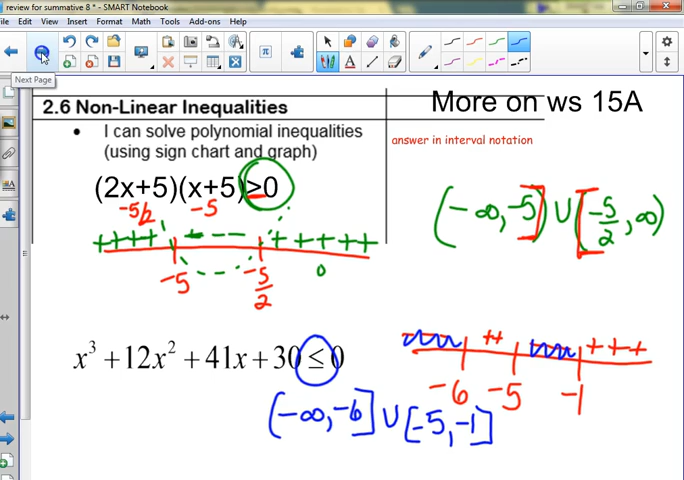 review for summative 8 * - SMART Notebook
File Edit View Insert Format Tools Add-ons Help
Next Page
2.6 Non-Linear Inequalities
More on ws 15A
• I can solve polynomial inequalities
(using sign chart and graph)
answer in interval notation
(2x+5)(x+5)≥0
-5/2 -5
(-∞, -5] ∪ [-5/2, ∞)
++++ - - - - +++++
-5 -5/2 0
x³ + 12x² + 41x + 30 ≤ 0
++ +++
-6 -5 -1
(-∞, -6] ∪ [-5, -1]